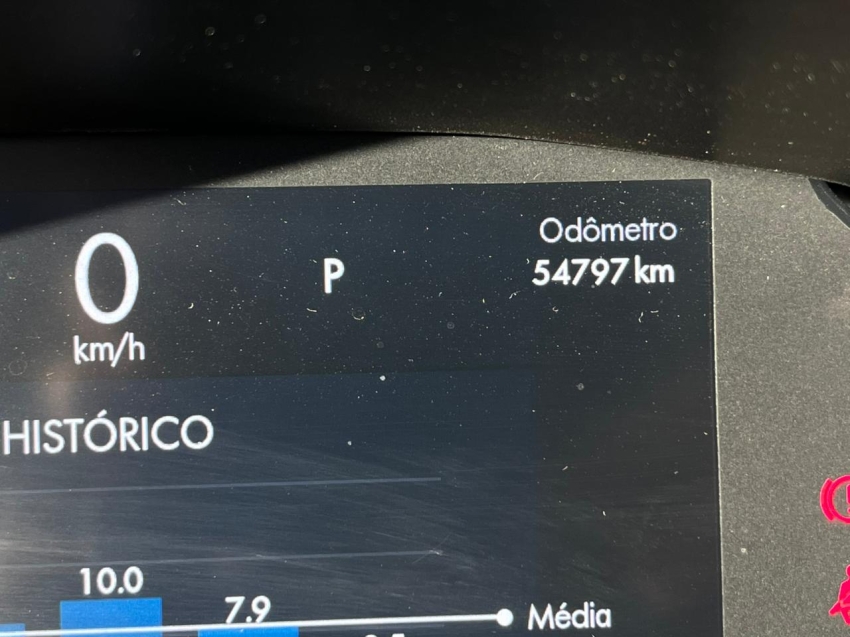 Odômetro
0 P 54797 km
km/h
HISTÓRICO
10.0
7.9
Média